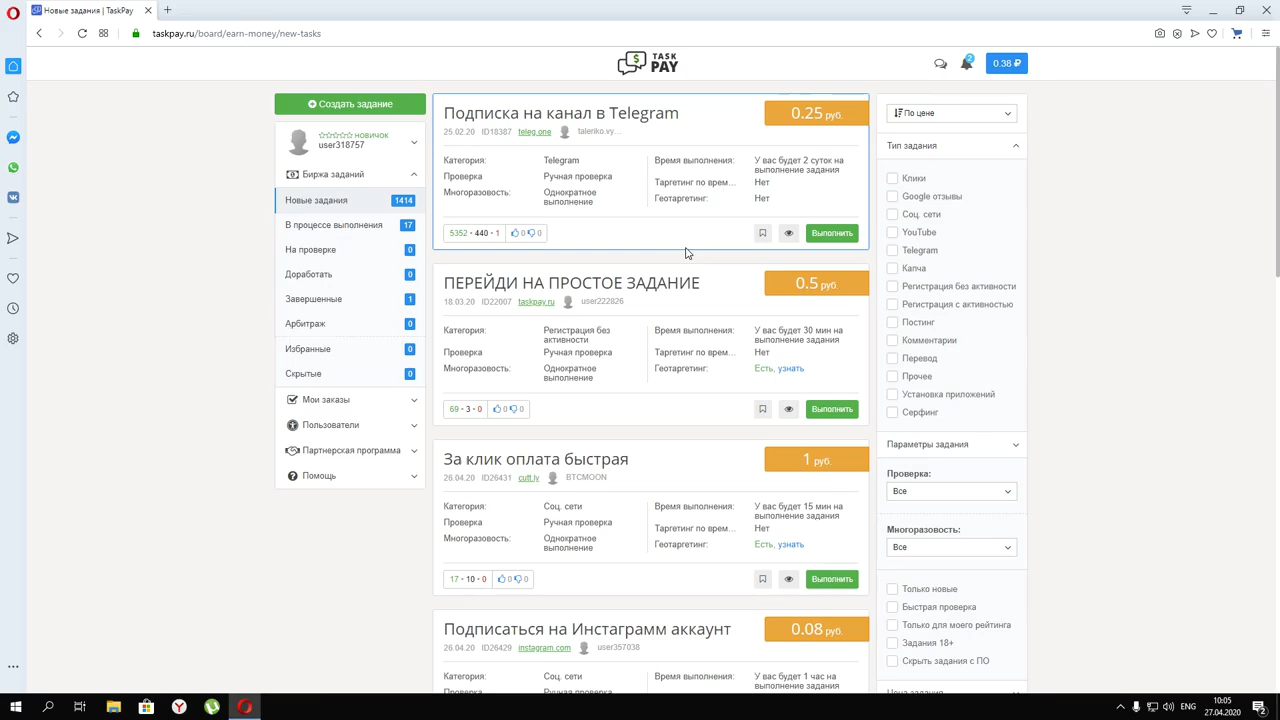 Новые задания | TaskPay
taskpay.ru/board/earn-money/new-tasks
TASK
PAY
2
0.38 ₽
Создать задание
новичок
user318757
Биржа заданий
Новые задания 1414
В процессе выполнения 17
На проверке 0
Доработать 0
Завершенные 1
Арбитраж 0
Избранные 0
Скрытые 0
Мои заказы
Пользователи
Партнерская программа
Помощь
Подписка на канал в Telegram
0.25 руб.
25.02.20 ID18387 teleg.one taleriko.vy...
Категория: Telegram
Проверка Ручная проверка
Многоразовость: Однократное
выполнение
Время выполнения: У вас будет 2 суток на
выполнение задания
Таргетинг по врем... Нет
Геотаргетинг: Нет
5352 • 440 • 1 0 0
Выполнить
ПЕРЕЙДИ НА ПРОСТОЕ ЗАДАНИЕ
0.5 руб.
18.03.20 ID22007 taskpay.ru user222826
Категория: Регистрация без
активности
Проверка Ручная проверка
Многоразовость: Однократное
выполнение
Время выполнения: У вас будет 30 мин на
выполнение задания
Таргетинг по врем... Нет
Геотаргетинг: Есть, узнать
69 • 3 • 0 0 0
Выполнить
За клик оплата быстрая
1 руб.
26.04.20 ID26431 cutt.ly BTCMOON
Категория: Соц. сети
Проверка Ручная проверка
Многоразовость: Однократное
выполнение
Время выполнения: У вас будет 15 мин на
выполнение задания
Таргетинг по врем... Нет
Геотаргетинг: Есть, узнать
17 • 10 • 0 0 0
Выполнить
Подписаться на Инстаграмм аккаунт
0.08 руб.
26.04.20 ID26429 instagram.com user357038
Категория: Соц. сети
Проверка Ручная проверка
Время выполнения: У вас будет 1 час на
выполнение задания
По цене
Тип задания
Клики
Google отзывы
Соц. сети
YouTube
Telegram
Капча
Регистрация без активности
Регистрация с активностью
Постинг
Комментарии
Перевод
Прочее
Установка приложений
Серфинг
Параметры задания
Проверка:
Все
Многоразовость:
Все
Только новые
Быстрая проверка
Только для моего рейтинга
Задания 18+
Скрыть задания с ПО
Цена задания
ENG
10:05
27.04.2020
2